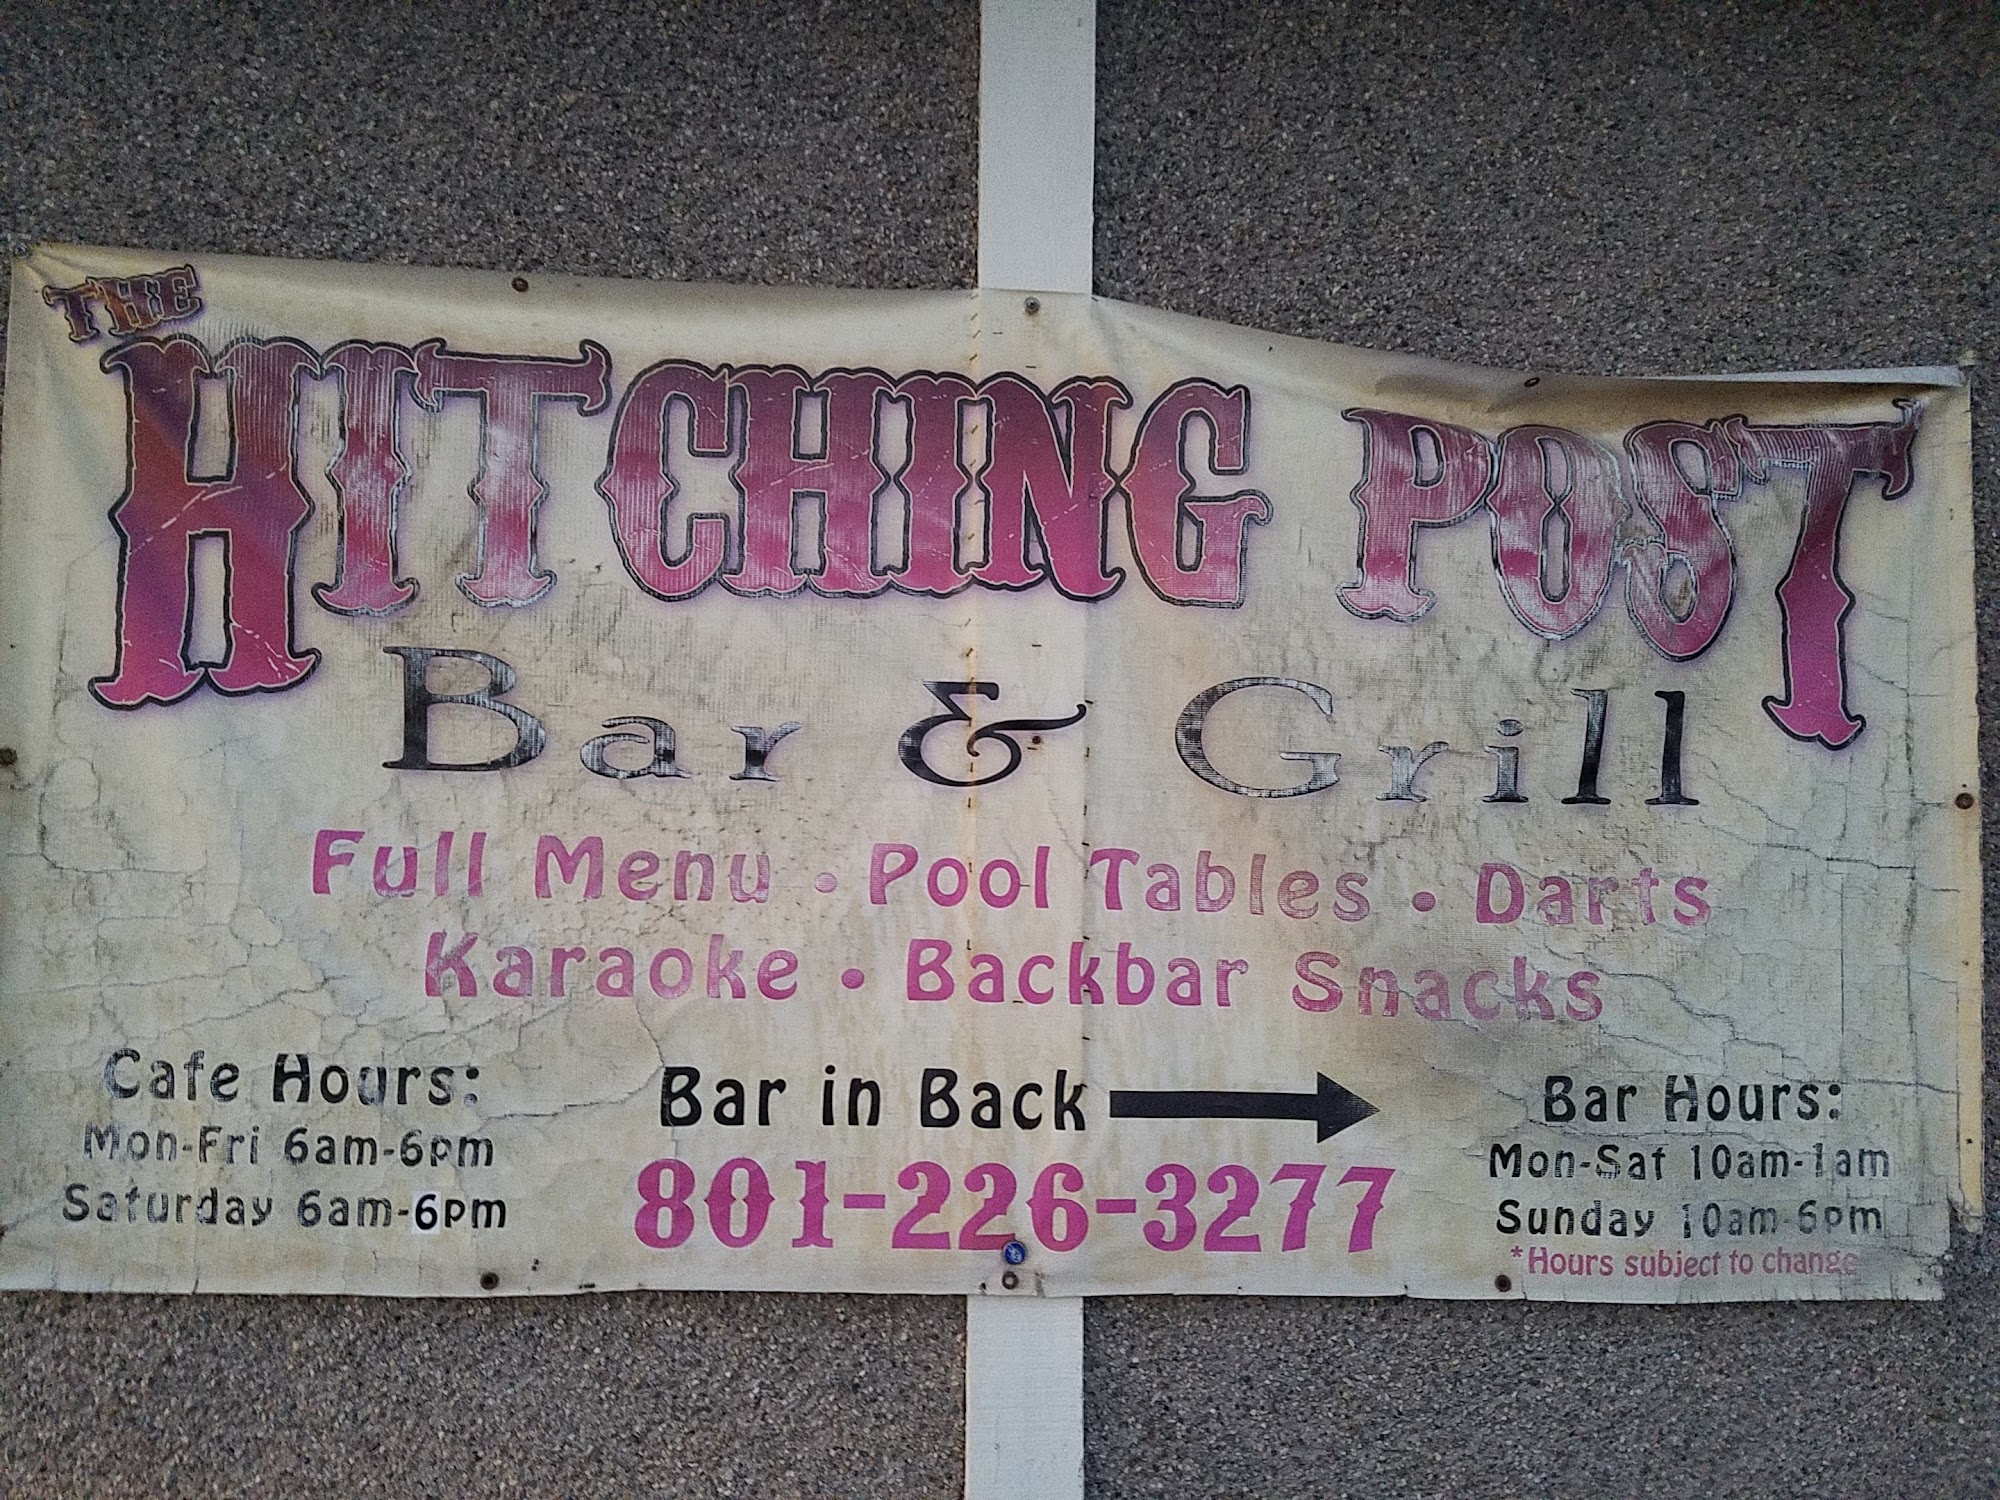 THE
HITCHING POST
Bar & Grill
Full Menu • Pool Tables • Darts
Karaoke • Backbar Snacks
Cafe Hours:
Mon-Fri 6am-6pm
Saturday 6am-6pm
Bar in Back
801-226-3277
Bar Hours:
Mon-Sat 10am-1am
Sunday 10am-6pm
*Hours subject to change